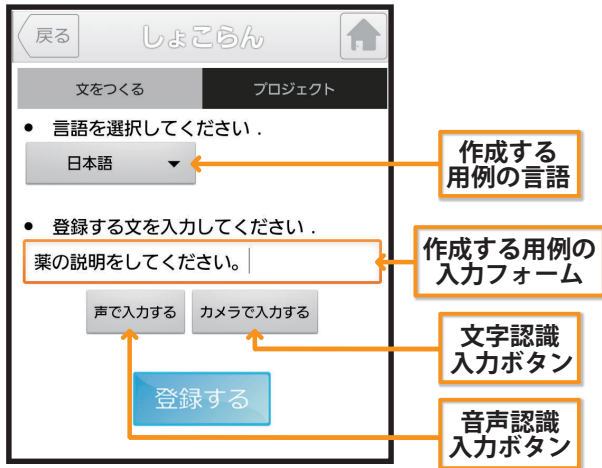 戻る
しょこらん
文をつくる
プロジェクト
• 言語を選択してください．
日本語
作成する
用例の言語
• 登録する文を入力してください．
薬の説明をしてください。
作成する用例の
入力フォーム
声で入力する
カメラで入力する
文字認識
入力ボタン
登録する
音声認識
入力ボタン